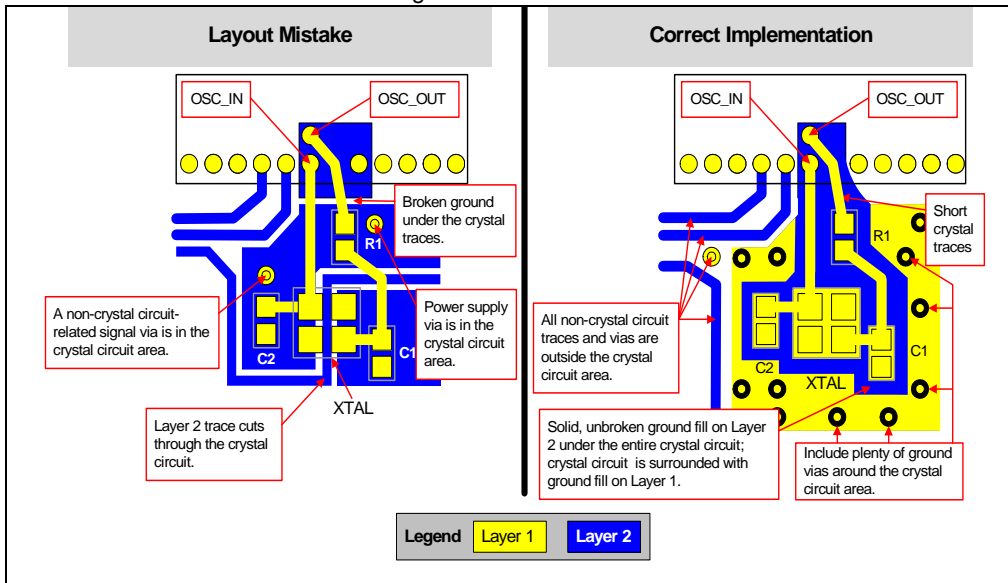 Layout Mistake
OSC_IN
OSC_OUT
Broken ground
under the crystal
traces.
R1
A non-crystal circuit-
related signal via is in the
crystal circuit area.
Power supply
via is in the
crystal circuit
area.
C2
C1
XTAL
Layer 2 trace cuts
through the crystal
circuit.
Correct Implementation
OSC_IN
OSC_OUT
Short
crystal
traces
R1
All non-crystal circuit
traces and vias are
outside the crystal
circuit area.
C1
C2
XTAL
Solid, unbroken ground fill on Layer
2 under the entire crystal circuit;
crystal circuit is surrounded with
ground fill on Layer 1.
Include plenty of ground
vias around the crystal
circuit area.
Legend Layer 1 Layer 2